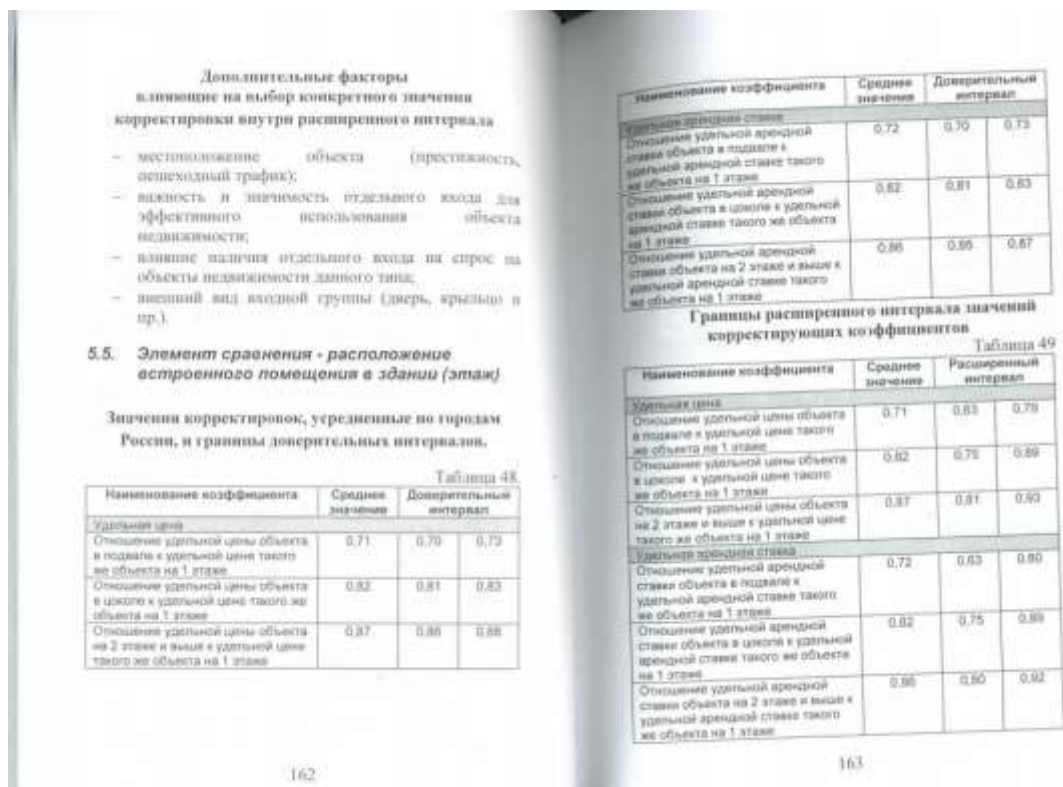 Дополнительные факторы
влияющие на выбор конкретного значения
корректировки внутри расширенного интервала
– местоположение объекта (престижность,
пешеходный трафик);
– важность и значимость отдельного входа для
эффективного использования объекта
недвижимости;
– влияние наличия отдельного входа на спрос на
объекты недвижимости данного типа;
– внешний вид входной группы (дверь, крыльцо и
пр.).
5.5. Элемент сравнения - расположение
встроенного помещения в здании (этаж)
Значения корректировок, усредненные по городам
России, и границы доверительных интервалов.
Таблица 48
Наименование коэффициента Среднее Доверительный
значение интервал
Удельная цена
Отношение удельной цены объекта 0,71 0,70 0,73
в подвале к удельной цене такого
же объекта на 1 этаже
Отношение удельной цены объекта 0,82 0,81 0,83
в цоколе к удельной цене такого же
объекта на 1 этаже
Отношение удельной цены объекта 0,87 0,86 0,88
на 2 этаже и выше к удельной цене
такого же объекта на 1 этаже
162
Наименование коэффициента Среднее Доверительный
значение интервал
Удельная арендная ставка
Отношение удельной арендной 0,72 0,70 0,73
ставки объекта в подвале к
удельной арендной ставке такого
же объекта на 1 этаже
Отношение удельной арендной 0,82 0,81 0,83
ставки объекта в цоколе к удельной
арендной ставке такого же объекта
на 1 этаже
Отношение удельной арендной 0,86 0,87
ставки объекта на 2 этаже и выше к
удельной арендной ставке такого
же объекта на 1 этаже
Границы расширенного интервала значений
корректирующих коэффициентов
Таблица 49
Наименование коэффициента Среднее Расширенный
значение интервал
Удельная цена
Отношение удельной цены объекта 0,71 0,63 0,79
в подвале к удельной цене такого
же объекта на 1 этаже
Отношение удельной цены объекта 0,82 0,75 0,89
в цоколе к удельной цене такого
же объекта на 1 этаже
Отношение удельной цены объекта 0,87 0,81 0,93
на 2 этаже и выше к удельной цене
такого же объекта на 1 этаже
Удельная арендная ставка
Отношение удельной арендной 0,72 0,63 0,80
ставки объекта в подвале к
удельной арендной ставке такого
же объекта на 1 этаже
Отношение удельной арендной 0,82 0,75 0,89
ставки объекта в цоколе к удельной
арендной ставке такого же объекта
на 1 этаже
Отношение удельной арендной 0,86 0,80 0,92
ставки объекта на 2 этаже и выше к
удельной арендной ставке такого
же объекта на 1 этаже
163